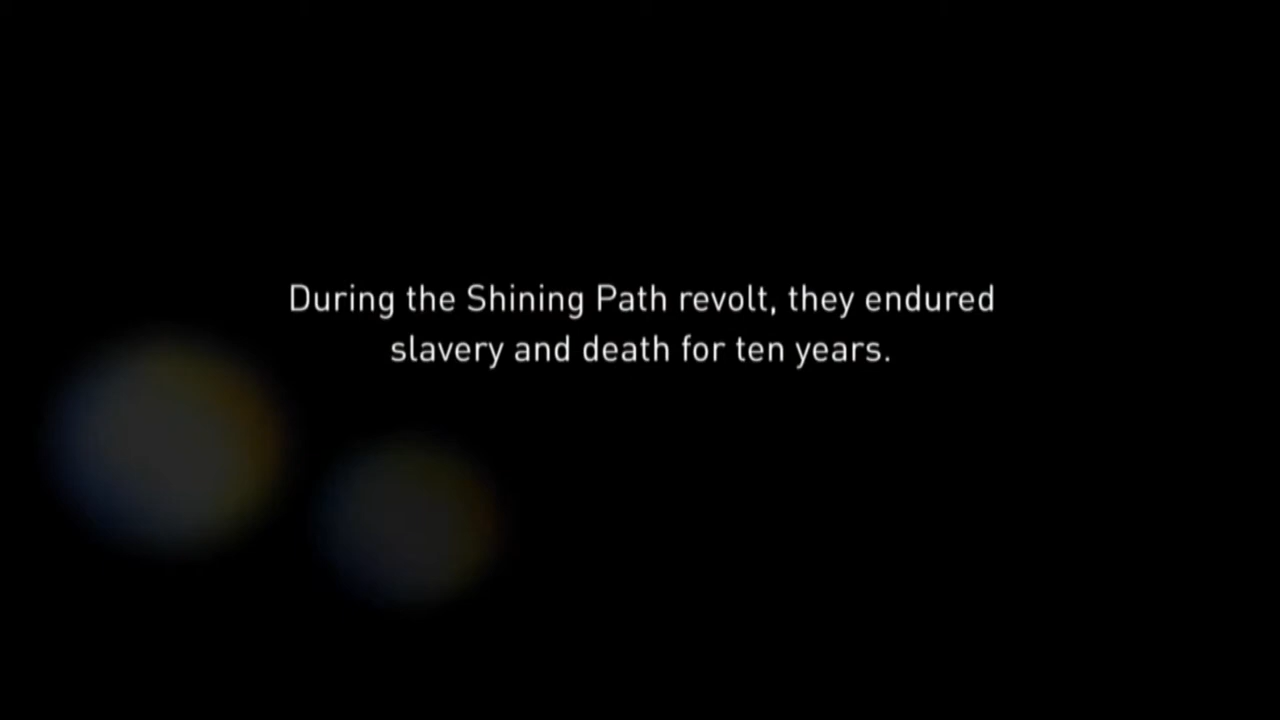 During the Shining Path revolt, they endured
slavery and death for ten years.